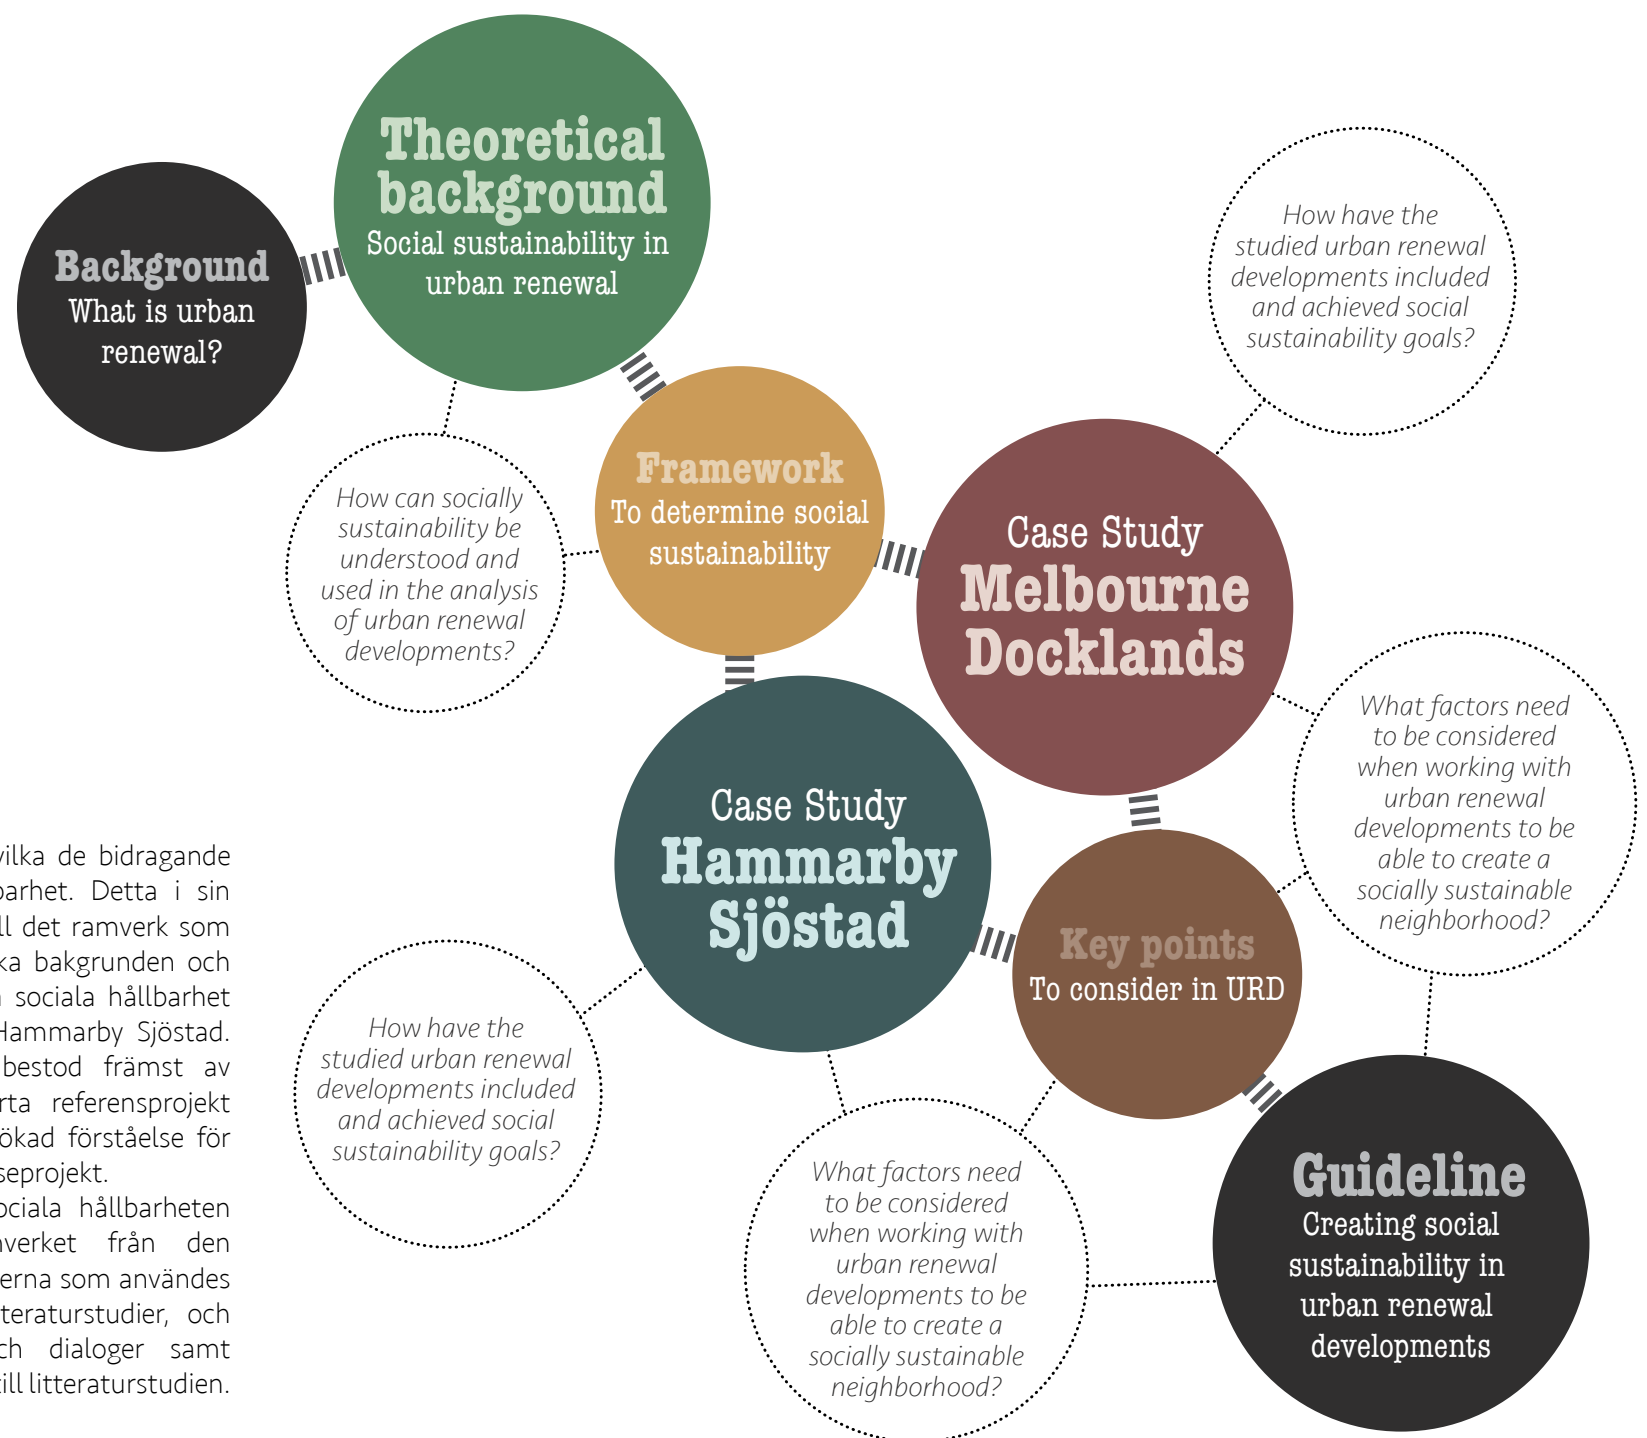 Theoretical
background
Social sustainability in
urban renewal
Background
What is urban
renewal?
How have the
studied urban renewal
developments included
and achieved social
sustainability goals?
Framework
To determine social
sustainability
How can socially
sustainability be
understood and
used in the analysis
of urban renewal
developments?
Case Study
Melbourne
Docklands
What factors need
to be considered
when working with
urban renewal
developments to be
able to create a
socially sustainable
neighborhood?
Case Study
Hammarby
Sjöstad
Key points
To consider in URD
vilka de bidragande
barhet. Detta i sin
ll det ramverk som
ka bakgrunden och
sociala hållbarhet
Hammarby Sjöstad.
bestod främst av
rta referensprojekt
ökad förståelse för
seprojekt.
ociala hållbarheten
verket från den
erna som användes
tteraturstudier, och
ch dialoger samt
till litteraturstudien.
How have the
studied urban renewal
developments included
and achieved social
sustainability goals?
What factors need
to be considered
when working with
urban renewal
developments to be
able to create a
socially sustainable
neighborhood?
Guideline
Creating social
sustainability in
urban renewal
developments